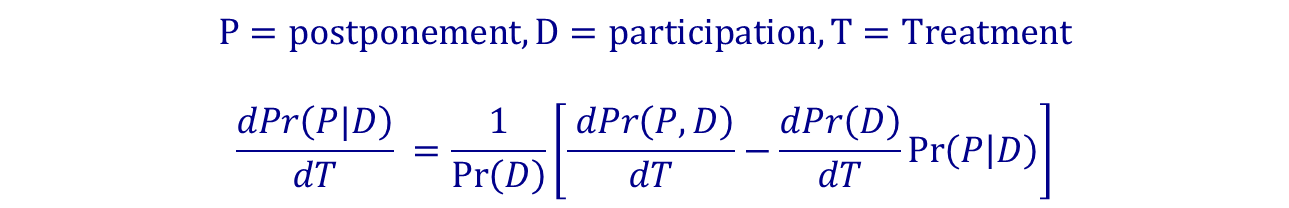 P = postponement, D = participation, T = Treatment
dPr(P|D)/dT = 1/Pr(D) [dPr(P, D)/dT − dPr(D)/dT Pr(P|D)]